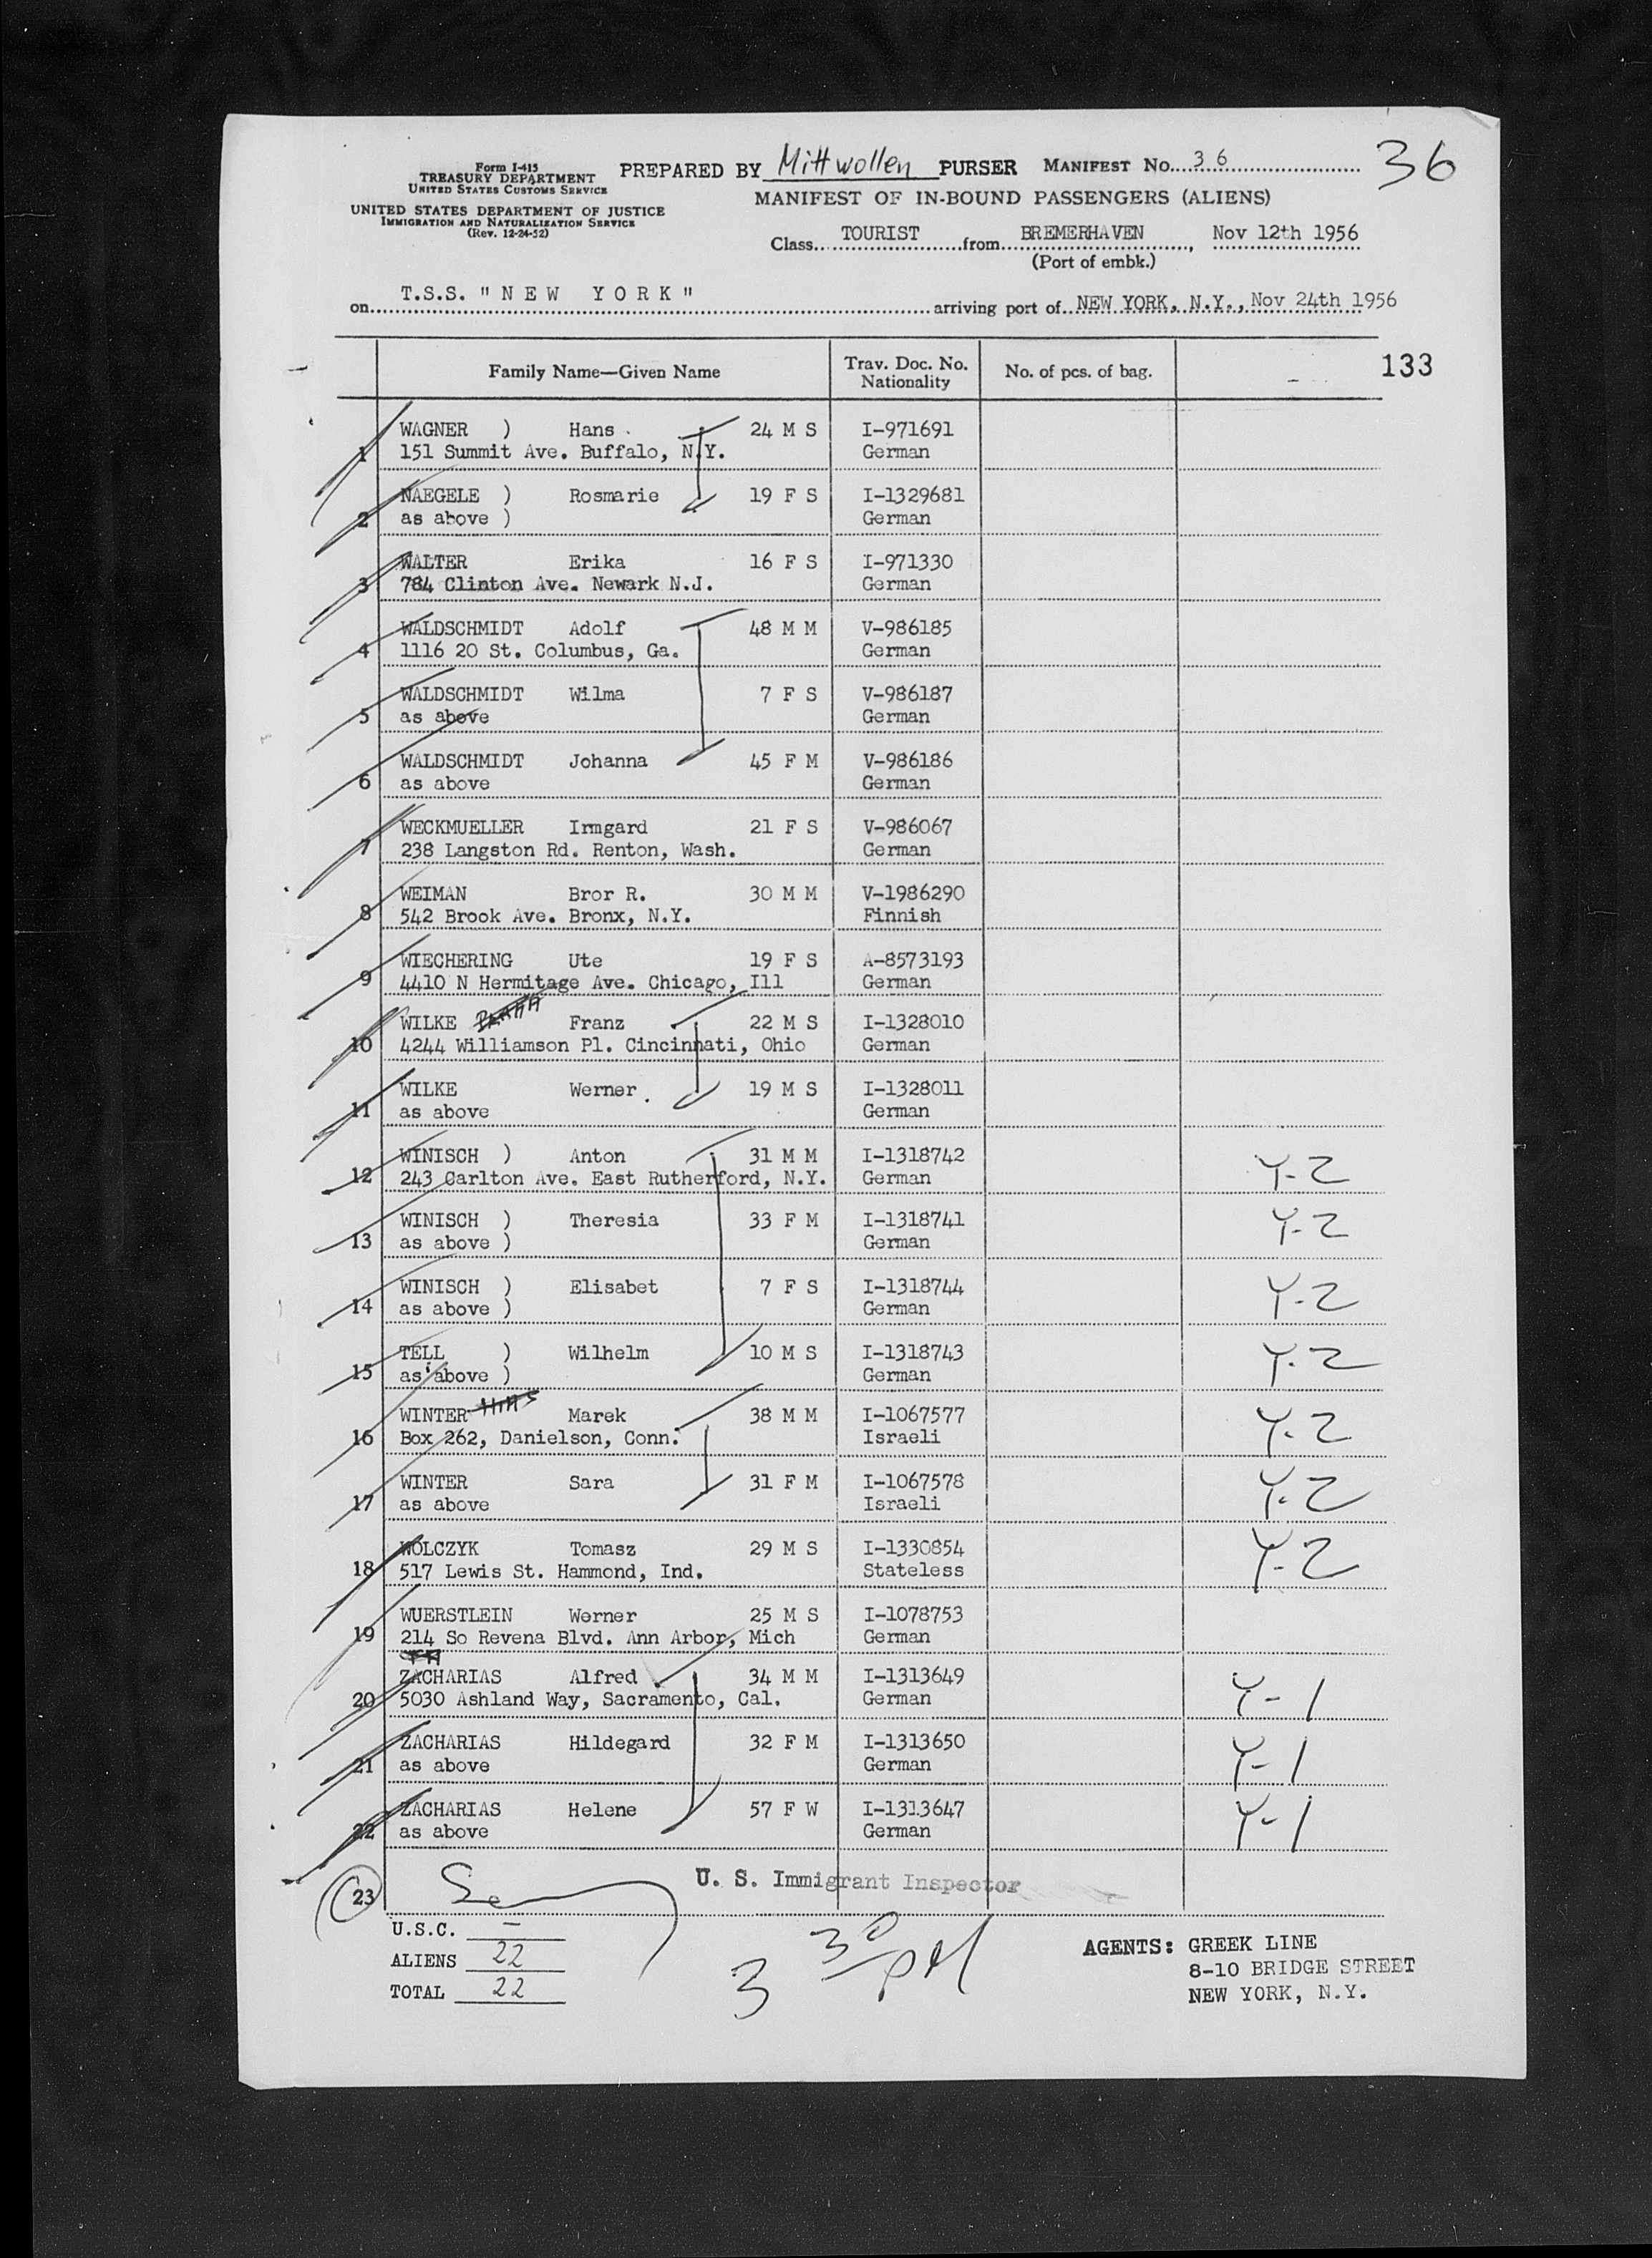 Form I-415
TREASURY DEPARTMENT
UNITED STATES CUSTOMS SERVICE
UNITED STATES DEPARTMENT OF JUSTICE
IMMIGRATION AND NATURALIZATION SERVICE
(Rev. 12-24-52)
PREPARED BY Mittwollen PURSER MANIFEST No. 36
36
MANIFEST OF IN-BOUND PASSENGERS (ALIENS)
Class TOURIST from BREMERHAVEN, Nov 12th 1956
(Port of embk.)
on T.S.S. "NEW YORK" arriving port of NEW YORK, N.Y., Nov 24th 1956
Family Name—Given Name Trav. Doc. No. Nationality No. of pcs. of bag. 133
1 WAGNER ) Hans 24 M S I-971691
151 Summit Ave. Buffalo, N.Y. German
2 NAEGELE ) Rosmarie 19 F S I-1329681
as above ) German
3 WALTER Erika 16 F S I-971330
784 Clinton Ave. Newark N.J. German
4 WALDSCHMIDT Adolf 48 M M V-986185
1116 20 St. Columbus, Ga. German
5 WALDSCHMIDT Wilma 7 F S V-986187
as above German
6 WALDSCHMIDT Johanna 45 F M V-986186
as above German
7 WECKMUELLER Irmgard 21 F S V-986067
238 Langston Rd. Renton, Wash. German
8 WEIMAN Bror R. 30 M M V-1986290
542 Brook Ave. Bronx, N.Y. Finnish
9 WIECHERING Ute 19 F S A-8573193
4410 N Hermitage Ave. Chicago, Ill German
10 WILKE Franz 22 M S I-1328010
4244 Williamson Pl. Cincinnati, Ohio German
11 WILKE Werner 19 M S I-1328011
as above German
12 WINISCH ) Anton 31 M M I-1318742 Y-2
243 Carlton Ave. East Rutherford, N.Y. German
13 WINISCH ) Theresia 33 F M I-1318741 Y-2
as above ) German
14 WINISCH ) Elisabet 7 F S I-1318744 Y-2
as above ) German
15 TELL ) Wilhelm 10 M S I-1318743 Y-2
as above ) German
16 WINTER Marek 38 M M I-1067577 Y-2
Box 262, Danielson, Conn. Israeli
17 WINTER Sara 31 F M I-1067578 Y-2
as above Israeli
18 WOLCZYK Tomasz 29 M S I-1330854 Y-2
517 Lewis St. Hammond, Ind. Stateless
19 WUERSTLEIN Werner 25 M S I-1078753
214 So Revena Blvd. Ann Arbor, Mich German
20 ZACHARIAS Alfred 34 M M I-1313649 Y-1
5030 Ashland Way, Sacramento, Cal. German
21 ZACHARIAS Hildegard 32 F M I-1313650 Y-1
as above German
22 ZACHARIAS Helene 57 F W I-1313647 Y-1
as above German
23 U. S. Immigrant Inspector
U.S.C. —
ALIENS 22
TOTAL 22
3 30 PM
AGENTS: GREEK LINE
8-10 BRIDGE STREET
NEW YORK, N.Y.